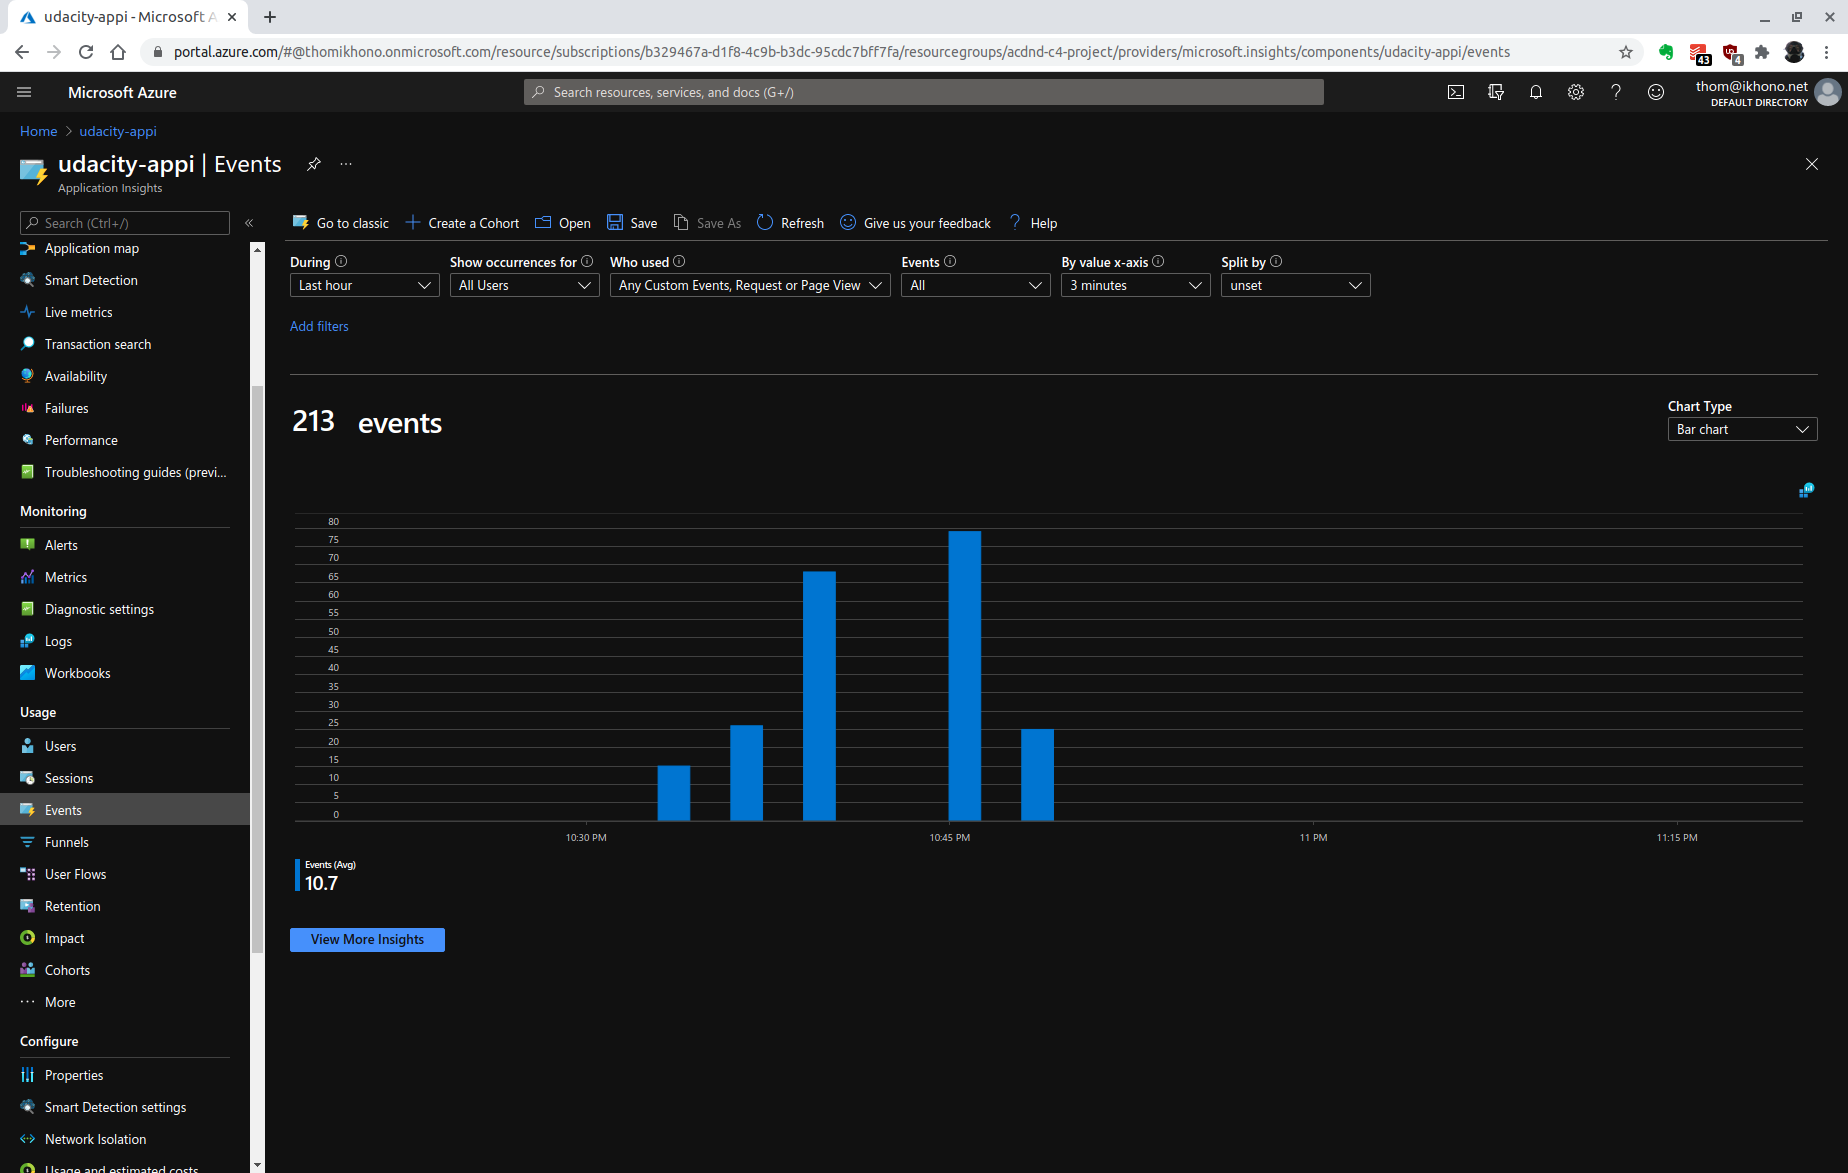 udacity-appi - Microsoft A
portal.azure.com/#@thomikhono.onmicrosoft.com/resource/subscriptions/b329467a-d1f8-4c9b-b3dc-95cdc7bff7fa/resourcegroups/acdnd-c4-project/providers/microsoft.insights/components/udacity-appi/events
43
4
Microsoft Azure
Search resources, services, and docs (G+/)
thom@ikhono.net
DEFAULT DIRECTORY
Home > udacity-appi
udacity-appi | Events
Application Insights
Search (Ctrl+/)
Application map
Smart Detection
Live metrics
Transaction search
Availability
Failures
Performance
Troubleshooting guides (previ...
Monitoring
Alerts
Metrics
Diagnostic settings
Logs
Workbooks
Usage
Users
Sessions
Events
Funnels
User Flows
Retention
Impact
Cohorts
More
Configure
Properties
Smart Detection settings
Network Isolation
Usage and estimated costs
Go to classic
Create a Cohort
Open
Save
Save As
Refresh
Give us your feedback
Help
During
Last hour
Show occurrences for
All Users
Who used
Any Custom Events, Request or Page View
Events
All
By value x-axis
3 minutes
Split by
unset
Add filters
213 events
Chart Type
Bar chart
80
75
70
65
60
55
50
45
40
35
30
25
20
15
10
5
0
10:30 PM
10:45 PM
11 PM
11:15 PM
Events (Avg)
10.7
View More Insights